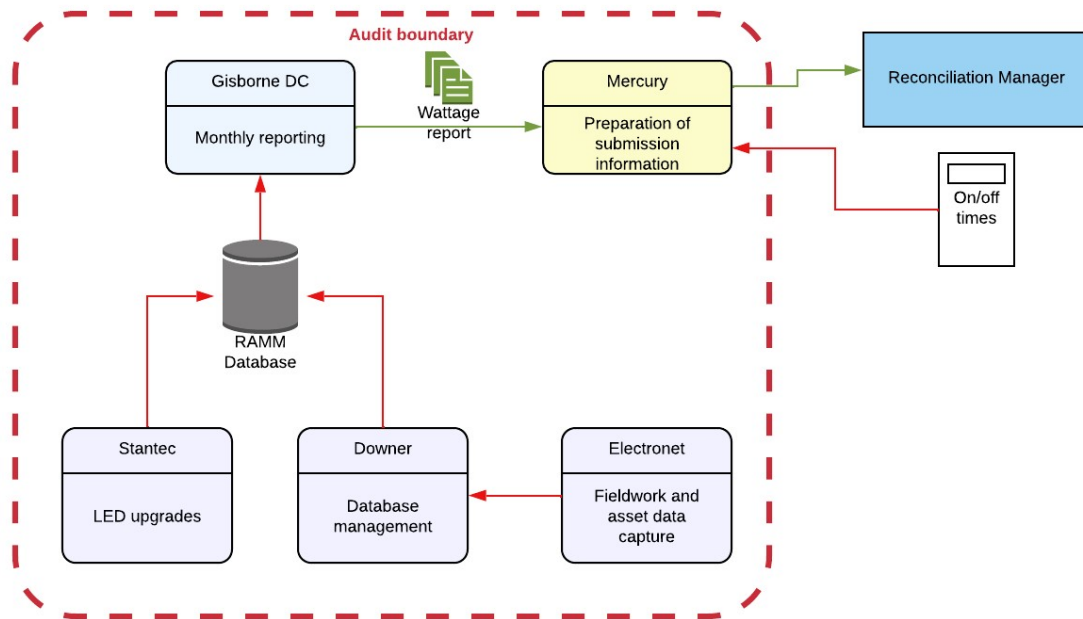 Audit boundary
Gisborne DC
Monthly reporting
Wattage
report
Mercury
Preparation of
submission
information
Reconciliation Manager
On/off
times
RAMM
Database
Stantec
LED upgrades
Downer
Database
management
Electronet
Fieldwork and
asset data
capture